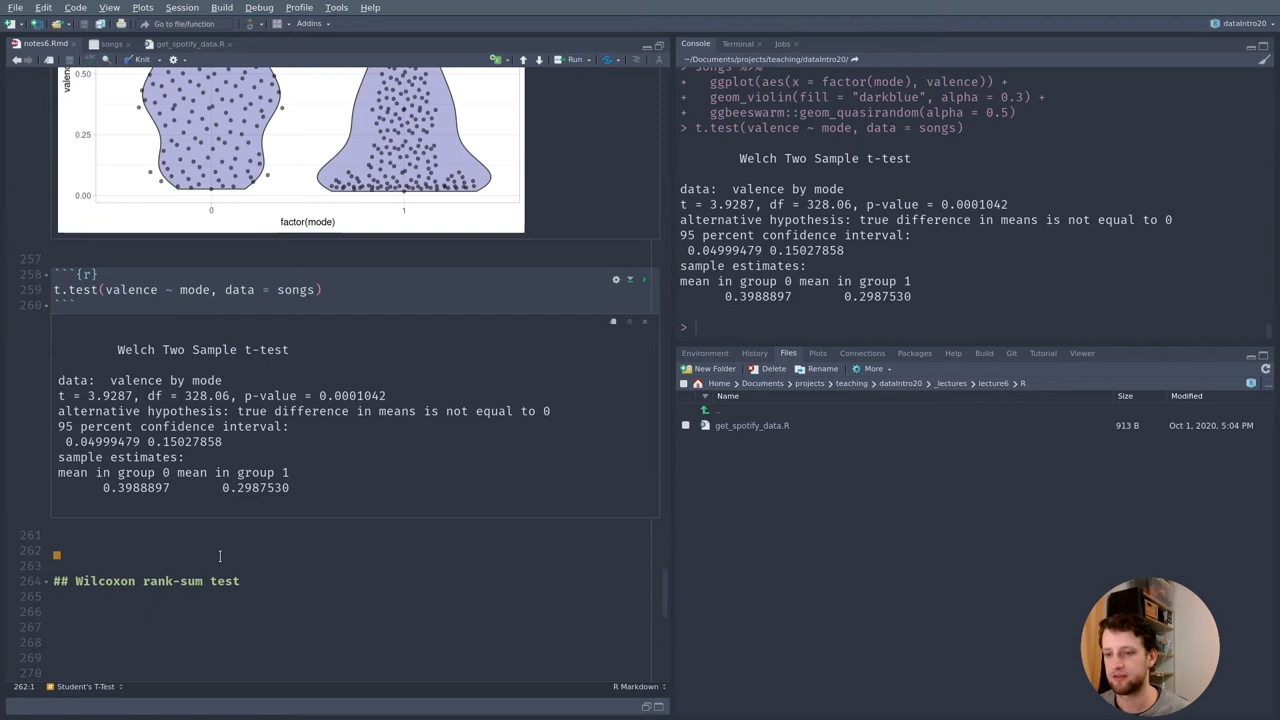 File Edit Code View Plots Session Build Debug Profile Tools Help
Go to file/function
Addins
dataIntro20
notes6.Rmd
songs
get_spotify_data.R
Knit
Run
valenc
0.50
0.25
0.00
0
1
factor(mode)
257
258 ```{r}
259 t.test(valence ~ mode, data = songs)
260 ```
Welch Two Sample t-test
data: valence by mode
t = 3.9287, df = 328.06, p-value = 0.0001042
alternative hypothesis: true difference in means is not equal to 0
95 percent confidence interval:
0.04999479 0.15027858
sample estimates:
mean in group 0 mean in group 1
0.3988897 0.2987530
261
262
263
264 ## Wilcoxon rank-sum test
265
266
267
268
269
270
262:1 Student's T-Test R Markdown
Console Terminal Jobs
~/Documents/projects/teaching/dataIntro20/
> songs %>%
+ ggplot(aes(x = factor(mode), valence)) +
+ geom_violin(fill = "darkblue", alpha = 0.3) +
+ ggbeeswarm::geom_quasirandom(alpha = 0.5)
> t.test(valence ~ mode, data = songs)
Welch Two Sample t-test
data: valence by mode
t = 3.9287, df = 328.06, p-value = 0.0001042
alternative hypothesis: true difference in means is not equal to 0
95 percent confidence interval:
0.04999479 0.15027858
sample estimates:
mean in group 0 mean in group 1
0.3988897 0.2987530
>
Environment History Files Plots Connections Packages Help Build Git Tutorial Viewer
New Folder Delete Rename More
Home Documents projects teaching dataIntro20 _lectures lecture6 R
Name Size Modified
..
get_spotify_data.R 913 B Oct 1, 2020, 5:04 PM